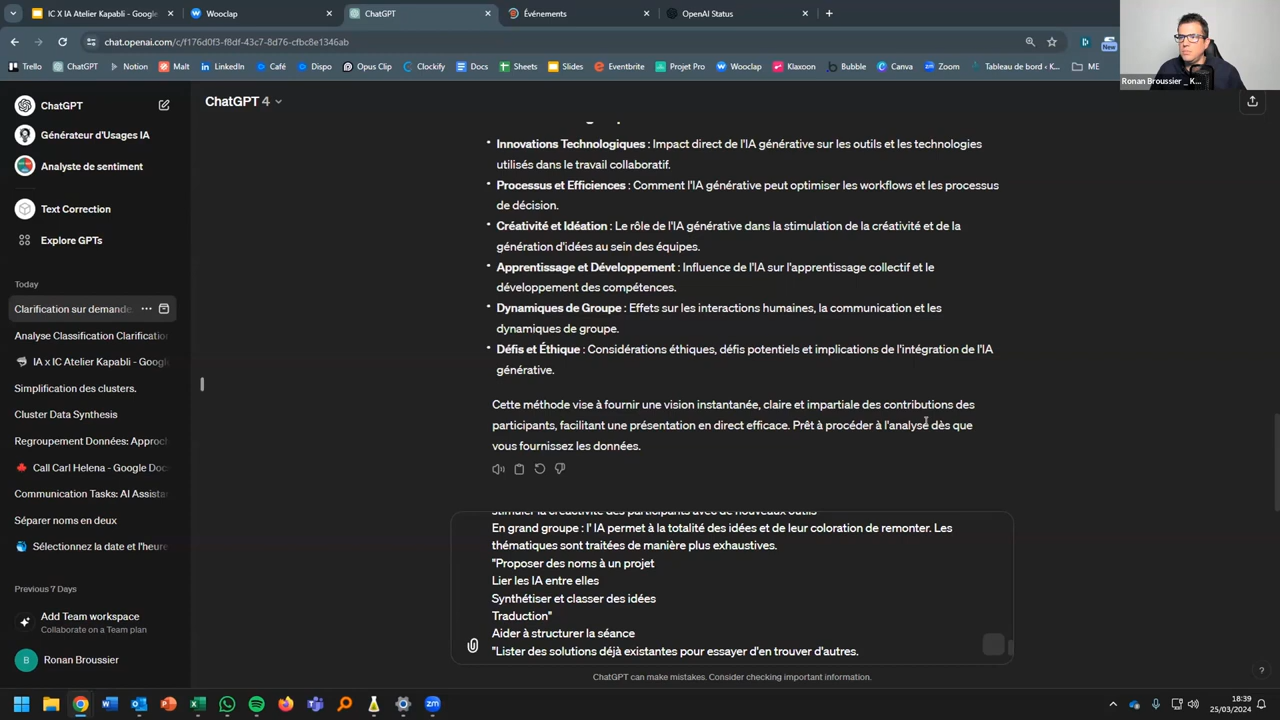 IC X IA Atelier Kapabli - Google
Wooclap
ChatGPT
Événements
OpenAI Status
chat.openai.com/c/f176d0f3-f8df-43c7-8d76-cfbc8e1346ab
New
Trello
ChatGPT
Notion
Malt
LinkedIn
Café
Dispo
Opus Clip
Clockify
Docs
Sheets
Slides
Eventbrite
Projet Pro
Wooclap
Klaxoon
Bubble
Canva
Zoom
Tableau de bord - K...
ME
Ronan Broussier _ K...
ChatGPT
Générateur d'Usages IA
Analyste de sentiment
Text Correction
Explore GPTs
Today
Clarification sur demande
Analyse Classification Clarification
IA x IC Atelier Kapabli - Google
Simplification des clusters.
Cluster Data Synthesis
Regroupement Données: Approc
Call Carl Helena - Google Docs
Communication Tasks: AI Assista
Séparer noms en deux
Sélectionnez la date et l'heure
Previous 7 Days
Add Team workspace
Collaborate on a Team plan
B
Ronan Broussier
ChatGPT 4
• Innovations Technologiques : Impact direct de l'IA générative sur les outils et les technologies
utilisés dans le travail collaboratif.
• Processus et Efficiences : Comment l'IA générative peut optimiser les workflows et les processus
de décision.
• Créativité et Idéation : Le rôle de l'IA générative dans la stimulation de la créativité et de la
génération d'idées au sein des équipes.
• Apprentissage et Développement : Influence de l'IA sur l'apprentissage collectif et le
développement des compétences.
• Dynamiques de Groupe : Effets sur les interactions humaines, la communication et les
dynamiques de groupe.
• Défis et Éthique : Considérations éthiques, défis potentiels et implications de l'intégration de l'IA
générative.
Cette méthode vise à fournir une vision instantanée, claire et impartiale des contributions des
participants, facilitant une présentation en direct efficace. Prêt à procéder à l'analyse dès que
vous fournissez les données.
stimuler la créativité des participants avec de nouveaux outils
En grand groupe : l' IA permet à la totalité des idées et de leur coloration de remonter. Les
thématiques sont traitées de manière plus exhaustives.
"Proposer des noms à un projet
Lier les IA entre elles
Synthétiser et classer des idées
Traduction"
Aider à structurer la séance
"Lister des solutions déjà existantes pour essayer d'en trouver d'autres.
ChatGPT can make mistakes. Consider checking important information.
?
18:39
25/03/2024